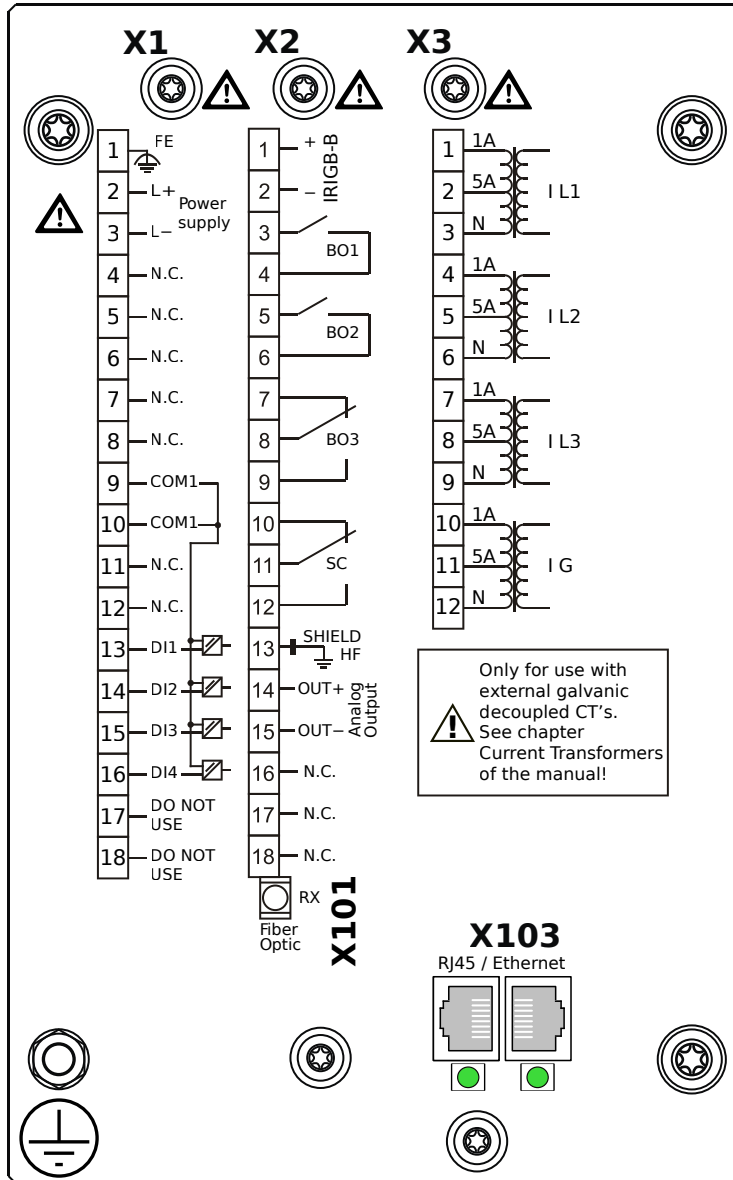 X1
X2
X3
1
FE
2
L+
Power
supply
3
L−
4
N.C.
5
N.C.
6
N.C.
7
N.C.
8
N.C.
9
COM1
10
COM1
11
N.C.
12
N.C.
13
DI1
14
DI2
15
DI3
16
DI4
17
DO NOT
USE
18
DO NOT
USE
1
+
IRIGB-B
2
−
3
BO1
4
5
BO2
6
7
8
BO3
9
10
11
SC
12
13
SHIELD
HF
14
OUT+
Analog
Output
15
OUT−
16
N.C.
17
N.C.
18
N.C.
RX
Fiber
Optic
X101
1
1A
2
5A
I L1
3
N
4
1A
5
5A
I L2
6
N
7
1A
8
5A
I L3
9
N
10
1A
11
5A
I G
12
N
Only for use with
external galvanic
decoupled CT's.
See chapter
Current Transformers
of the manual!
X103
RJ45 / Ethernet